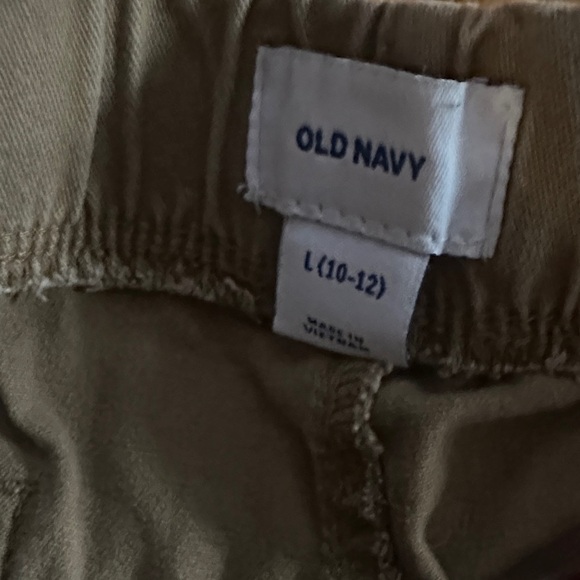 OLD NAVY
L (10-12)
MADE IN
VIETNAM